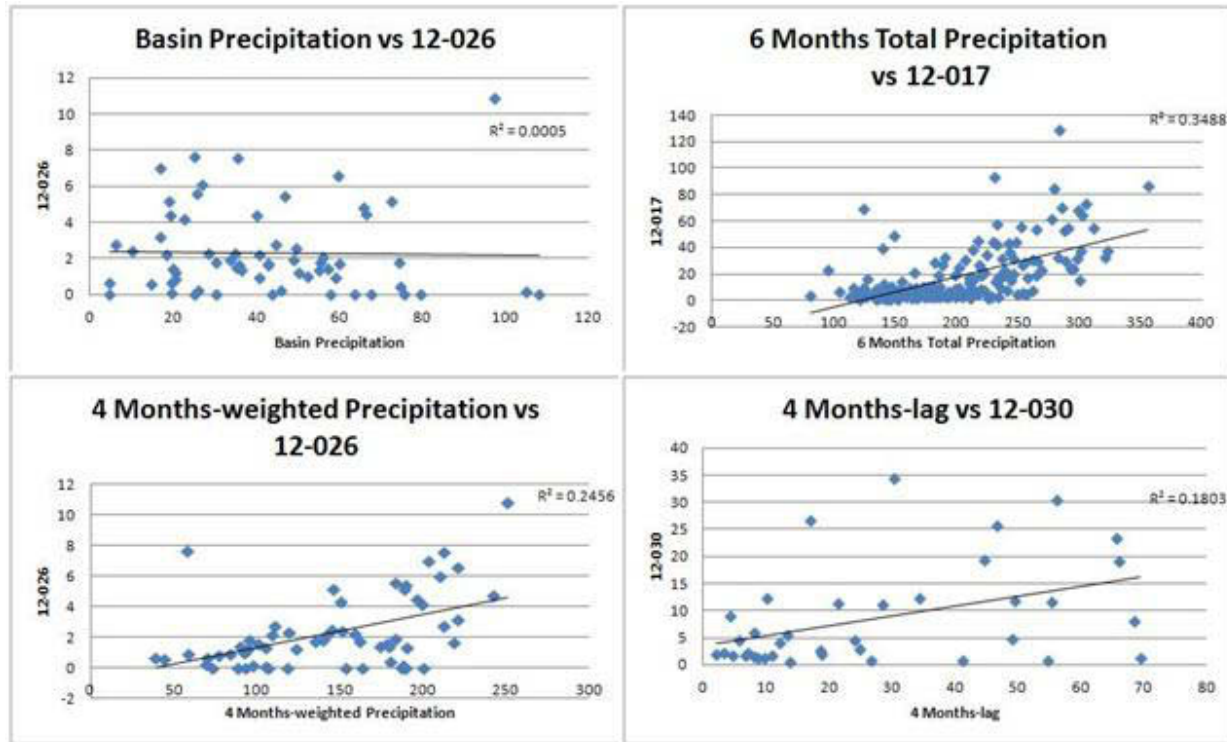 Basin Precipitation vs 12-026
12
10
8
6
4
2
0
0 20 40 60 80 100 120
R² = 0.0005
12-026
Basin Precipitation
6 Months Total Precipitation
vs 12-017
140
120
100
80
60
40
20
0
-20
0 50 100 150 200 250 300 350 400
R² = 0.3488
12-017
6 Months Total Precipitation
4 Months-weighted Precipitation vs
12-026
12
10
8
6
4
2
0
-2
0 50 100 150 200 250 300
R² = 0.2456
12-026
4 Months-weighted Precipitation
4 Months-lag vs 12-030
40
35
30
25
20
15
10
5
0
0 10 20 30 40 50 60 70 80
R² = 0.1803
12-030
4 Months-lag